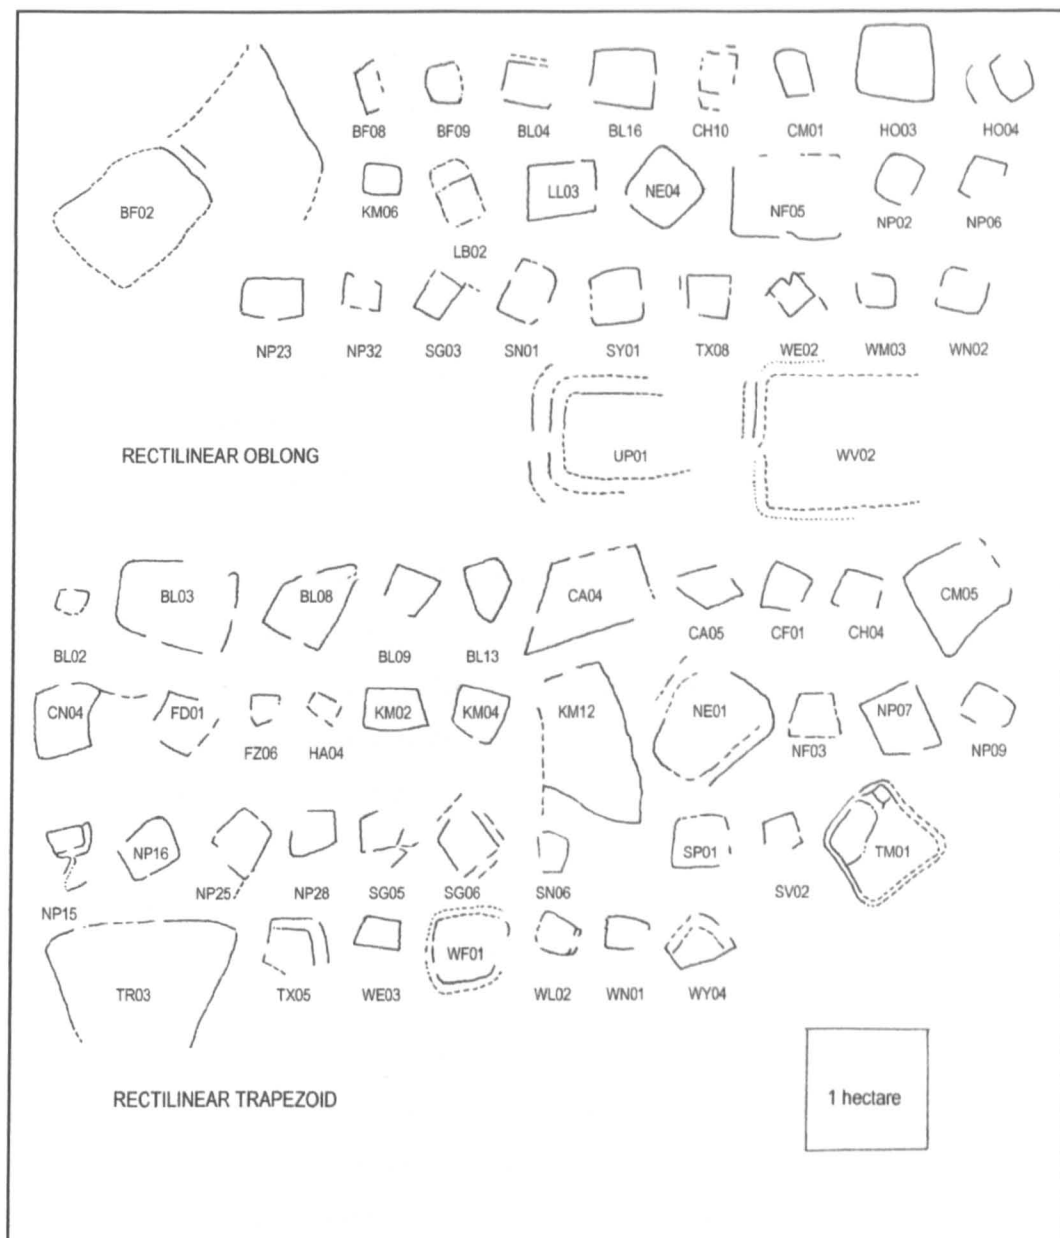 BF08 BF09 BL04 BL16 CH10 CM01 HO03 HO04
BF02 KM06 LB02 LL03 NE04 NF05 NP02 NP06
NP23 NP32 SG03 SN01 SY01 TX08 WE02 WM03 WN02
RECTILINEAR OBLONG UP01 WV02
BL02 BL03 BL08 BL09 BL13 CA04 CA05 CF01 CH04 CM05
CN04 FD01 FZ06 HA04 KM02 KM04 KM12 NE01 NF03 NP07 NP09
NP15 NP16 NP25 NP28 SG05 SG06 SN06 SP01 SV02 TM01
TR03 TX05 WE03 WF01 WL02 WN01 WY04
RECTILINEAR TRAPEZOID 1 hectare